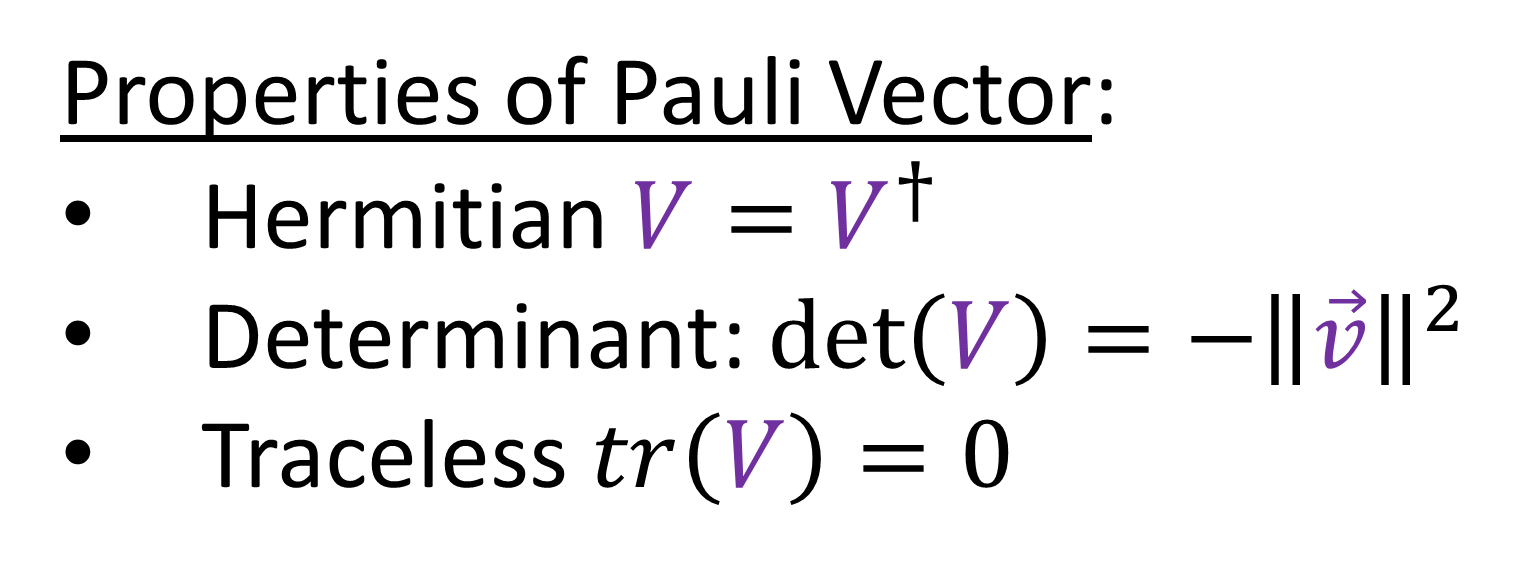 Properties of Pauli Vector:
• Hermitian 𝑉 = 𝑉†
• Determinant: det(𝑉) = −‖v⃗‖²
• Traceless 𝑡𝑟(𝑉) = 0